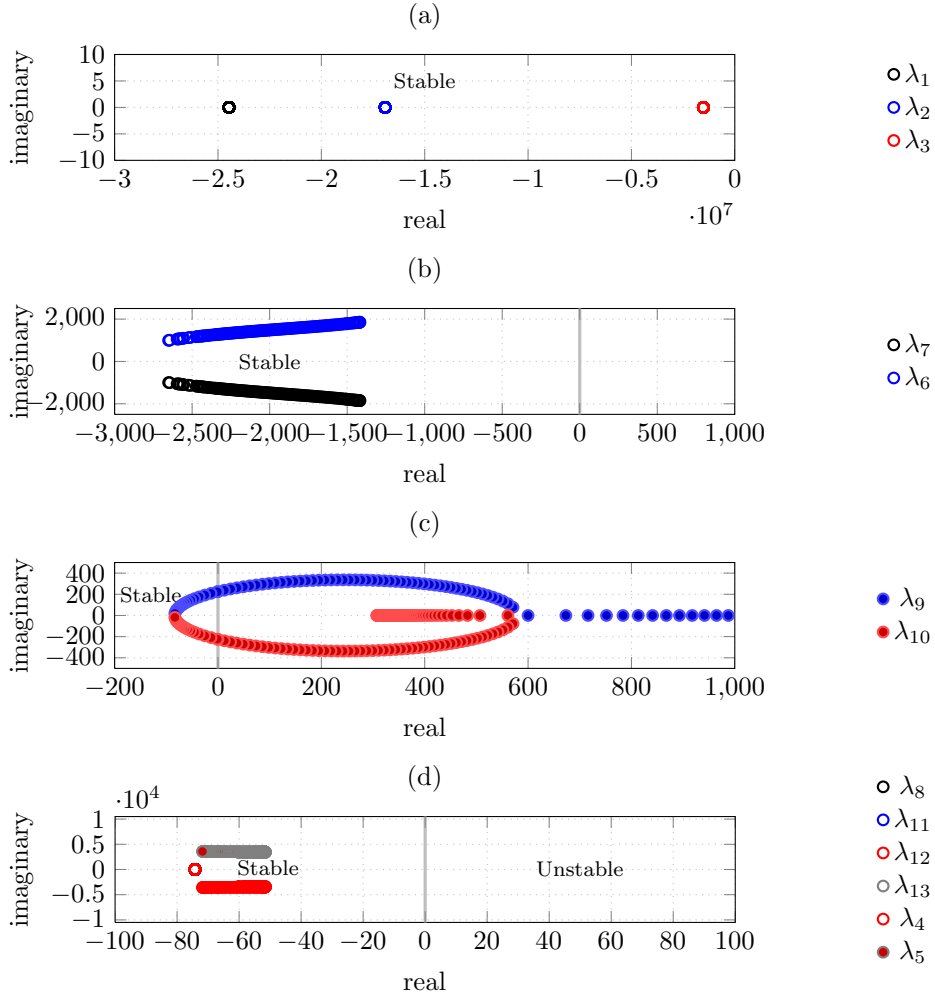 (a)
10
5
0
−5
−10
imaginary
Stable
−3 −2.5 −2 −1.5 −1 −0.5 0
real
·10⁷
λ₁
λ₂
λ₃
(b)
2,000
0
−2,000
imaginary
Stable
−3,000 −2,500 −2,000 −1,500 −1,000 −500 0 500 1,000
real
λ₇
λ₆
(c)
400
200
0
−200
−400
imaginary
Stable
−200 0 200 400 600 800 1,000
real
λ₉
λ₁₀
(d)
·10⁴
1
0.5
0
−0.5
−1
imaginary
Stable
Unstable
−100 −80 −60 −40 −20 0 20 40 60 80 100
real
λ₈
λ₁₁
λ₁₂
λ₁₃
λ₄
λ₅